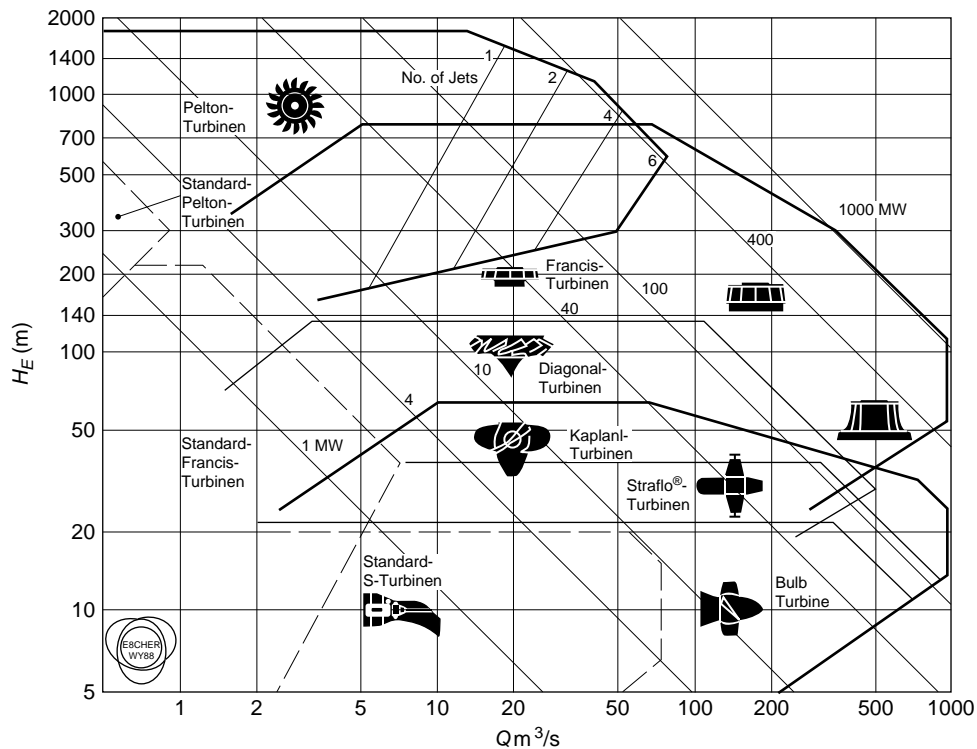 2000
1400
1000
700
500
300
200
140
100
50
20
10
5
H_E (m)
No. of Jets
1
2
4
6
Pelton-
Turbinen
Standard-
Pelton-
Turbinen
1000 MW
400
100
40
10
4
1 MW
Francis-
Turbinen
Diagonal-
Turbinen
Standard-
Francis-
Turbinen
Kaplanl-
Turbinen
Straflo®-
Turbinen
Standard-
S-Turbinen
Bulb
Turbine
E8CHER
WY88
1
2
5
10
20
50
100
200
500
1000
Q m³/s